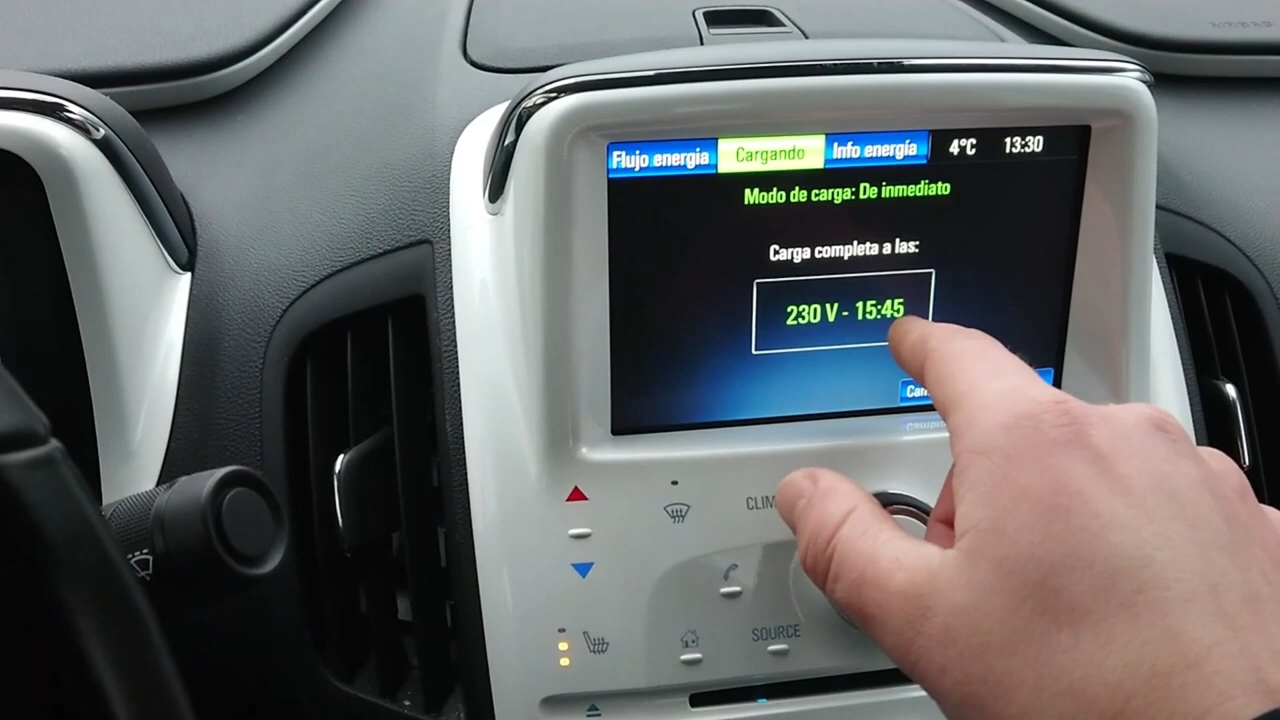 Flujo energia Cargando Info energía 4°C 13:30
Modo de carga: De inmediato
Carga completa a las:
230 V - 15:45
SOURCE